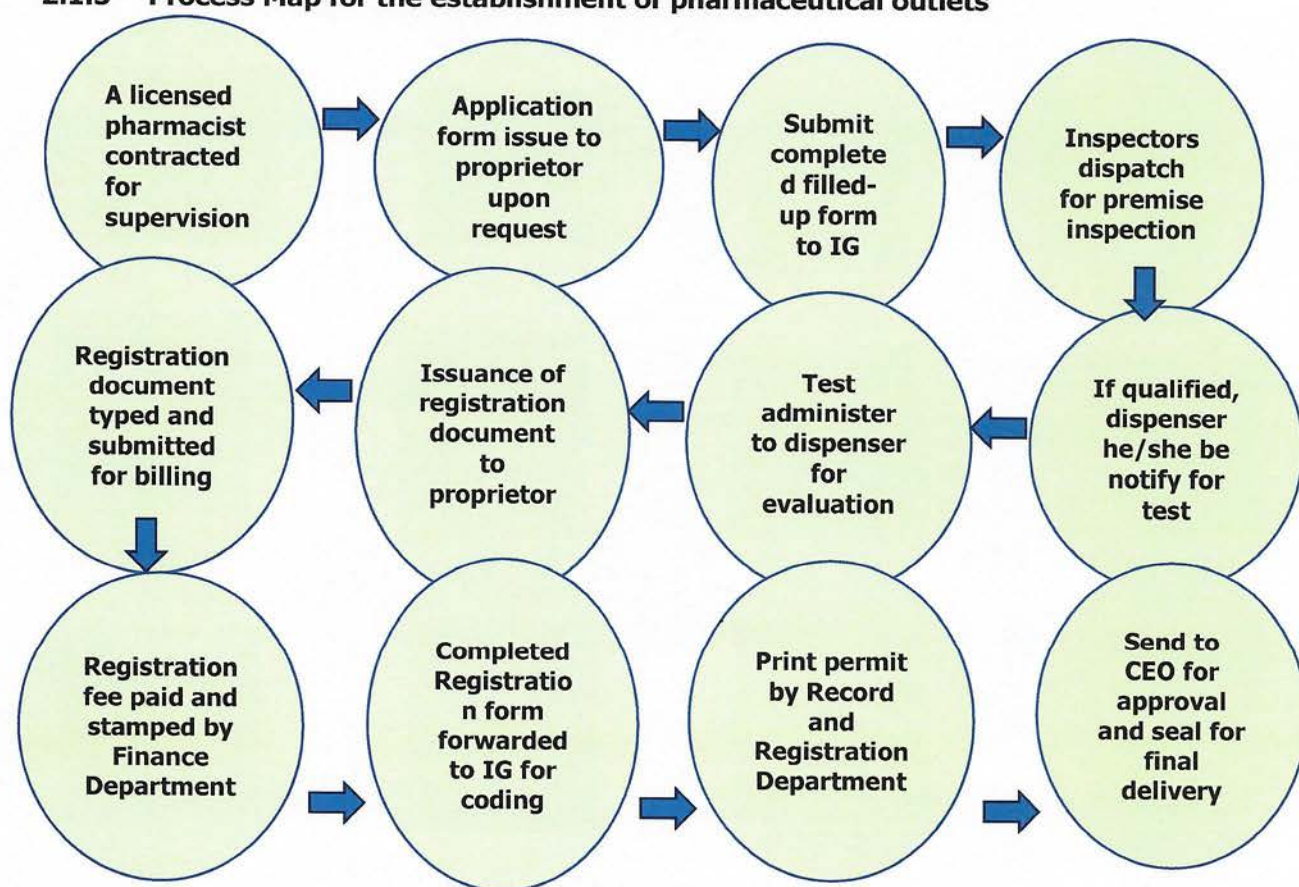 Process Map for the establishment of pharmaceutical outlets
A licensed
pharmacist
contracted
for
supervision
Application
form issue to
proprietor
upon
request
Submit
complete
d filled-
up form
to IG
Inspectors
dispatch
for premise
inspection
If qualified,
dispenser
he/she be
notify for
test
Test
administer
to dispenser
for
evaluation
Issuance of
registration
document
to
proprietor
Registration
document
typed and
submitted
for billing
Registration
fee paid and
stamped by
Finance
Department
Completed
Registratio
n form
forwarded
to IG for
coding
Print permit
by Record
and
Registration
Department
Send to
CEO for
approval
and seal for
final
delivery